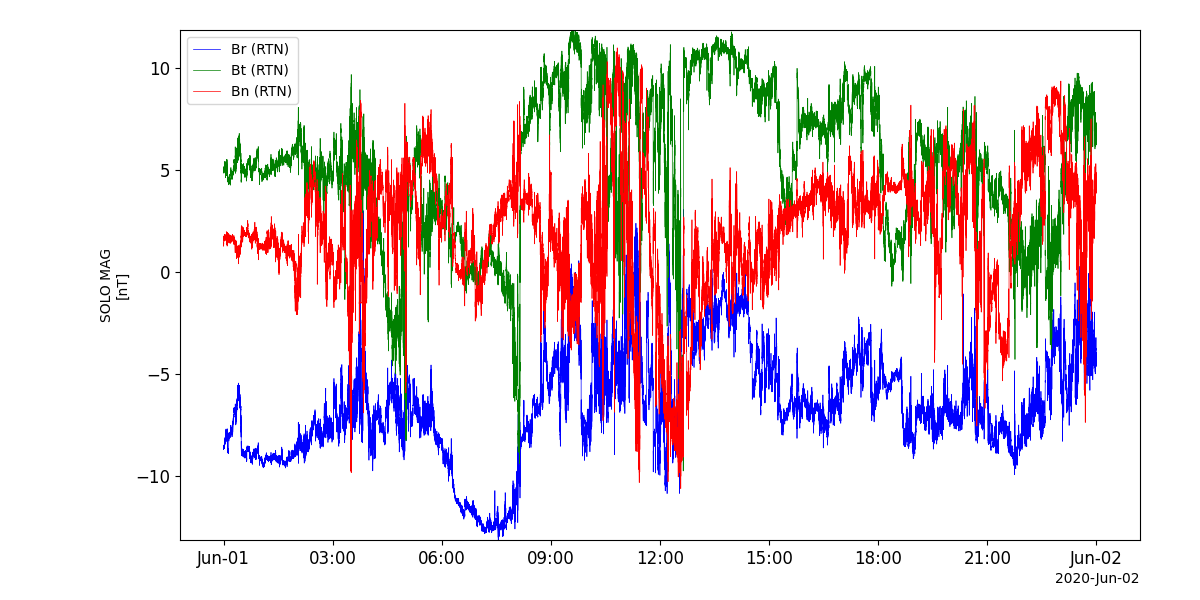 Br (RTN)
Bt (RTN)
Bn (RTN)
10
5
0
−5
−10
SOLO MAG
[nT]
Jun-01 03:00 06:00 09:00 12:00 15:00 18:00 21:00 Jun-02
2020-Jun-02